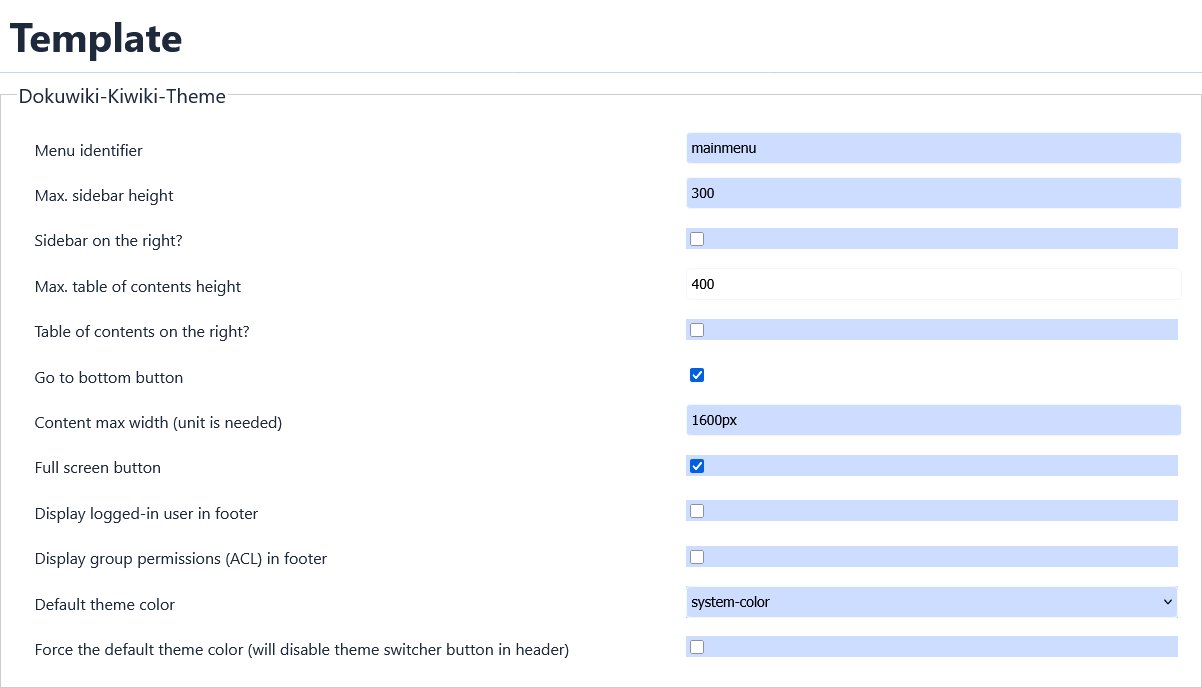 Template
Dokuwiki-Kiwiki-Theme
Menu identifier mainmenu
Max. sidebar height 300
Sidebar on the right?
Max. table of contents height 400
Table of contents on the right?
Go to bottom button
Content max width (unit is needed) 1600px
Full screen button
Display logged-in user in footer
Display group permissions (ACL) in footer
Default theme color system-color
Force the default theme color (will disable theme switcher button in header)